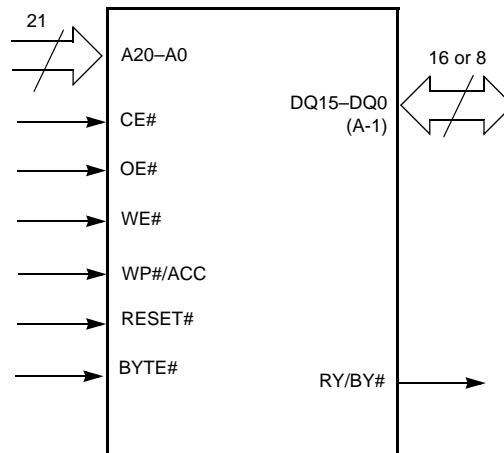 21
A20–A0
16 or 8
DQ15–DQ0
(A-1)
CE#
OE#
WE#
WP#/ACC
RESET#
BYTE#
RY/BY#